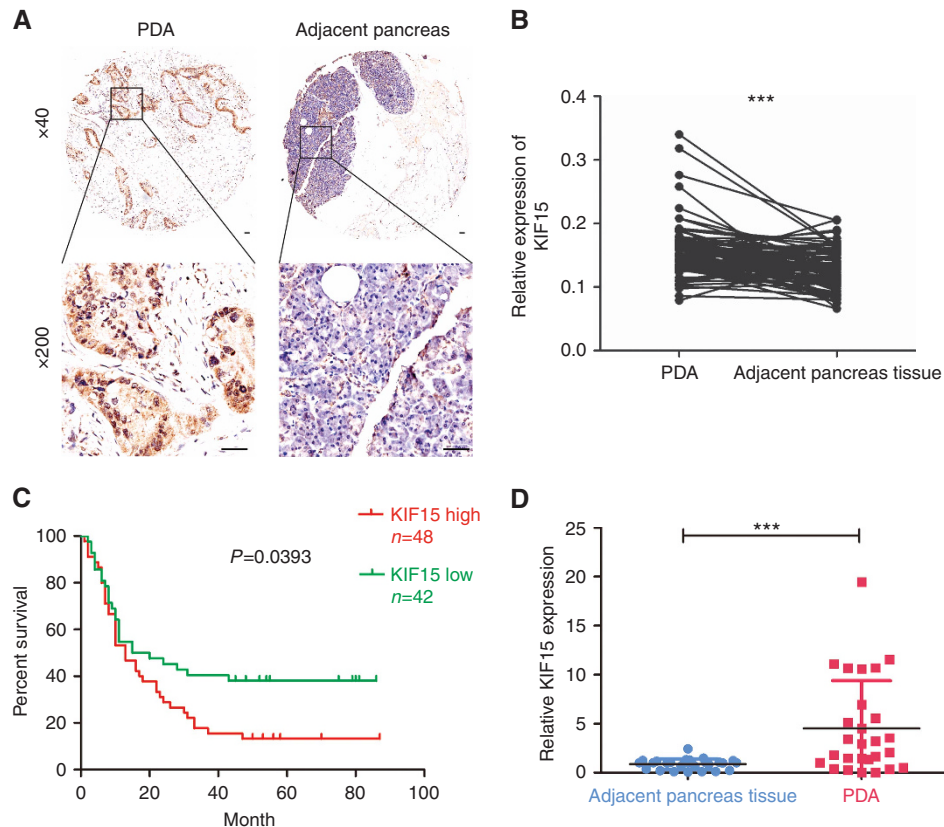 A
PDA
Adjacent pancreas
×40
×200
B
***
Relative expression of
KIF15
0.4
0.3
0.2
0.1
0.0
PDA
Adjacent pancreas tissue
C
KIF15 high
n=48
P=0.0393
KIF15 low
n=42
Percent survival
100
80
60
40
20
0
0
20
40
60
80
100
Month
D
***
Relative KIF15 expression
25
20
15
10
5
0
Adjacent pancreas tissue
PDA